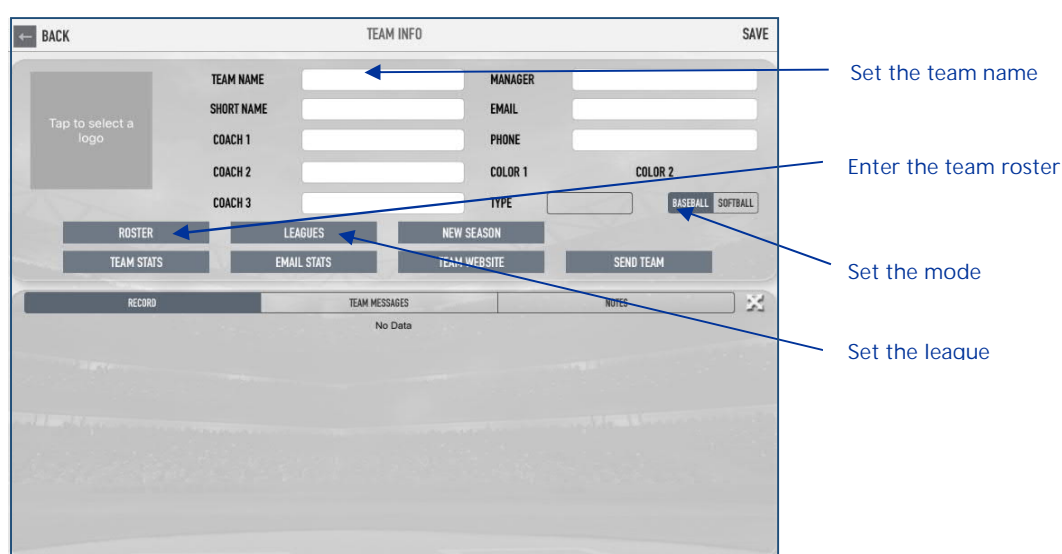 BACK
TEAM INFO
SAVE
Tap to select a
logo
TEAM NAME
MANAGER
Set the team name
SHORT NAME
EMAIL
COACH 1
PHONE
COACH 2
COLOR 1
COLOR 2
Enter the team roster
COACH 3
TYPE
BASEBALL
SOFTBALL
ROSTER
LEAGUES
NEW SEASON
TEAM STATS
EMAIL STATS
TEAM WEBSITE
SEND TEAM
Set the mode
RECORD
TEAM MESSAGES
NOTES
No Data
Set the league